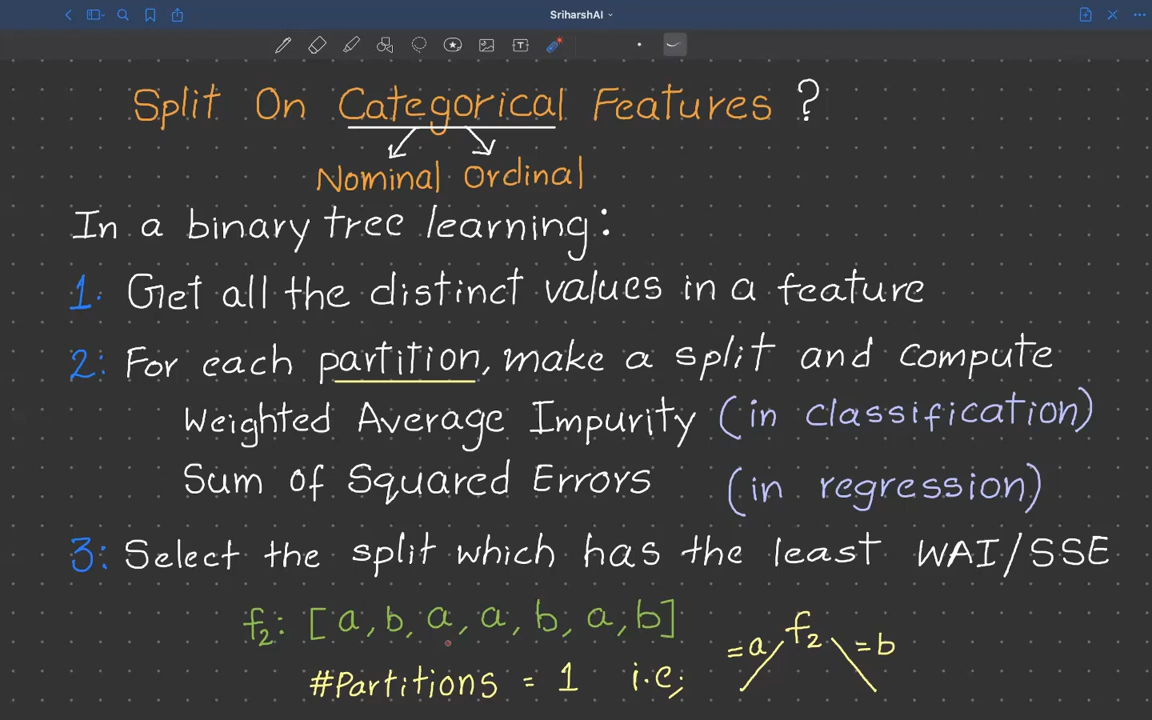 SriharshAI
Split On Categorical Features ?
Nominal Ordinal
In a binary tree learning:
1: Get all the distinct values in a feature
2: For each partition, make a split and compute
Weighted Average Impurity (in classification)
Sum of Squared Errors (in regression)
3: Select the split which has the least WAI/SSE
f2: [a, b, a, a, b, a, b]
=a f2 =b
#Partitions = 1 i.e;